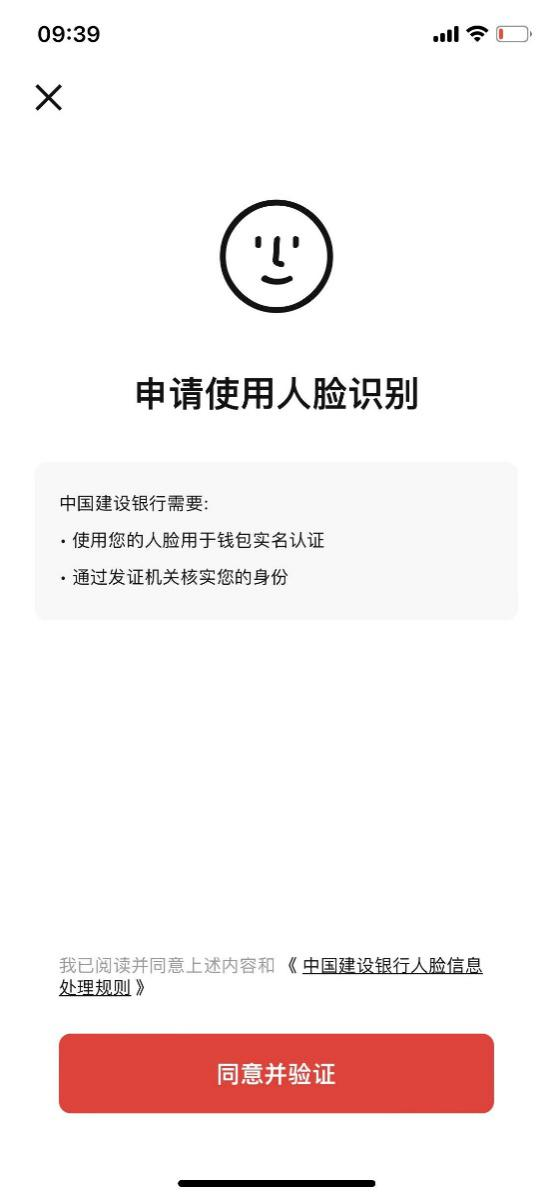 09:39
申请使用人脸识别
中国建设银行需要:
• 使用您的人脸用于钱包实名认证
• 通过发证机关核实您的身份
我已阅读并同意上述内容和《中国建设银行人脸信息
处理规则》
同意并验证